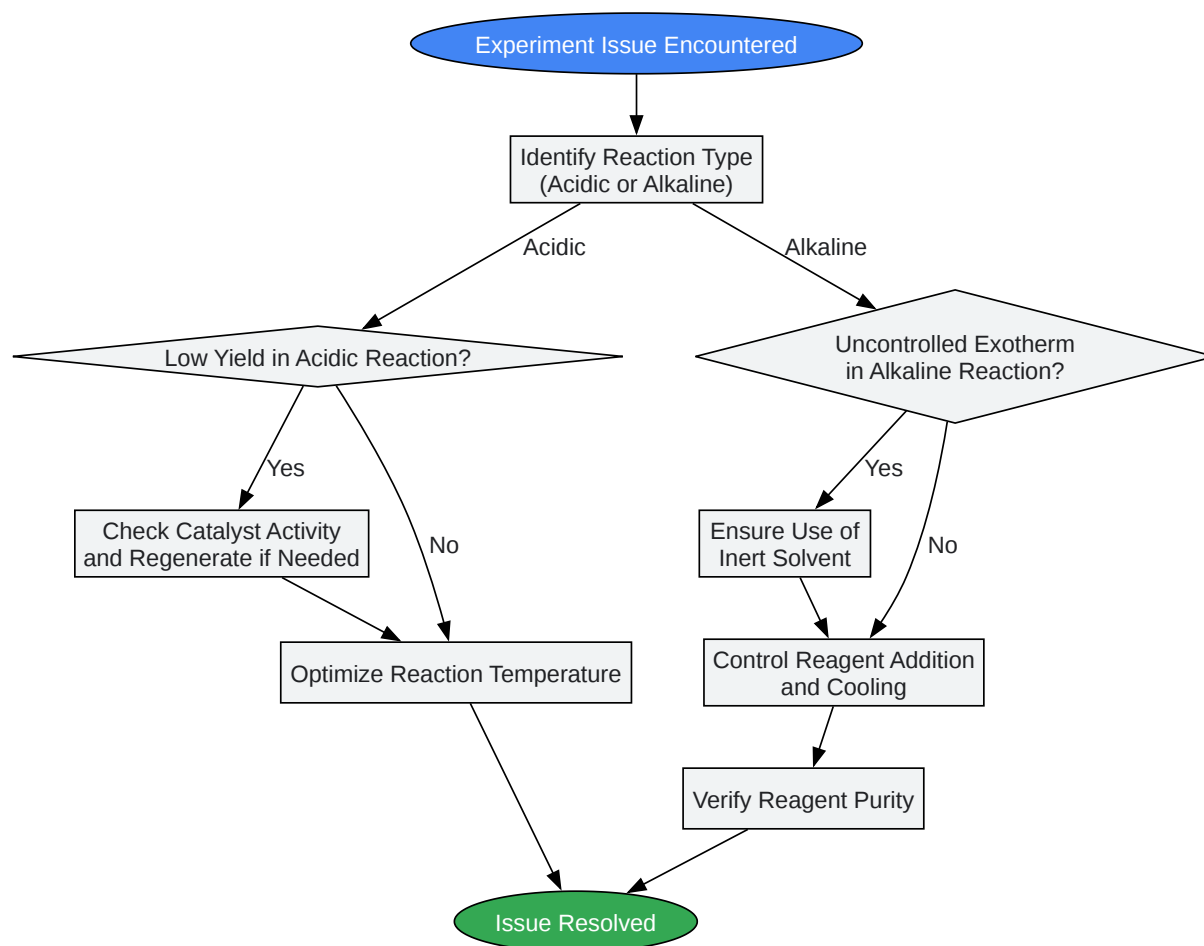 Experiment Issue Encountered
Identify Reaction Type
(Acidic or Alkaline)
Acidic
Alkaline
Low Yield in Acidic Reaction?
Uncontrolled Exotherm
in Alkaline Reaction?
Yes
Yes
Check Catalyst Activity
and Regenerate if Needed
No
Ensure Use of
Inert Solvent
No
Optimize Reaction Temperature
Control Reagent Addition
and Cooling
Verify Reagent Purity
Issue Resolved